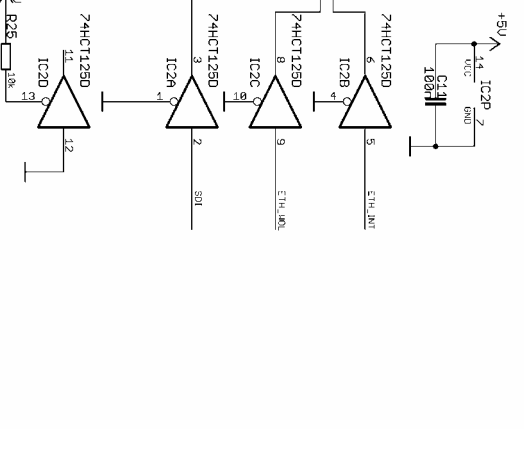 R25
10k
13
IC2D
11
74HCT125D
12
1
IC2A
3
74HCT125D
2
SDI
10
IC2C
8
74HCT125D
9
ETH_WOL
4
IC2B
6
74HCT125D
5
ETH_INT
C11
100n
+5V
14
VCC
IC2P
GND
7